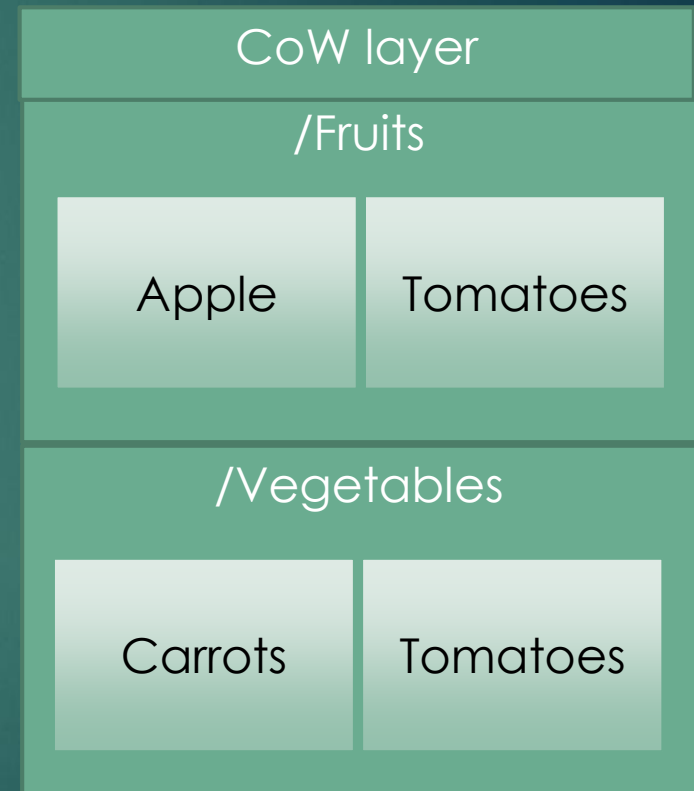 CoW layer
/Fruits
Apple
Tomatoes
/Vegetables
Carrots
Tomatoes